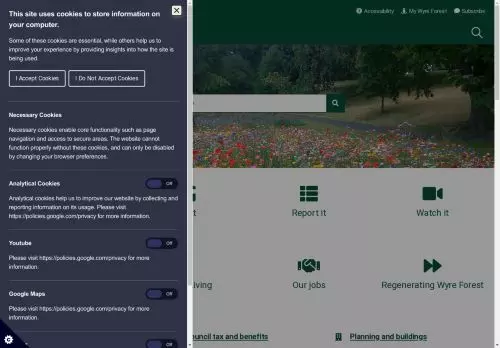 This site uses cookies to store information on
your computer.
Some of these cookies are essential, while others help us to
improve your experience by providing insights into how the site is
being used.
I Accept Cookies
I Do Not Accept Cookies
Necessary Cookies
Necessary cookies enable core functionality such as page
navigation and access to secure areas. The website cannot
function properly without these cookies, and can only be disabled
by changing your browser preferences.
Analytical Cookies
Off
Analytical cookies help us to improve our website by collecting and
reporting information on its usage. Please visit
https://policies.google.com/privacy for more information.
Youtube
Off
Please visit https://policies.google.com/privacy for more
information.
Google Maps
Off
Please visit https://policies.google.com/privacy for more
information.
Off
Accessibility
My Wyre Forest
Subscribe
Report it
Watch it
Our jobs
Regenerating Wyre Forest
tax and benefits
Planning and buildings